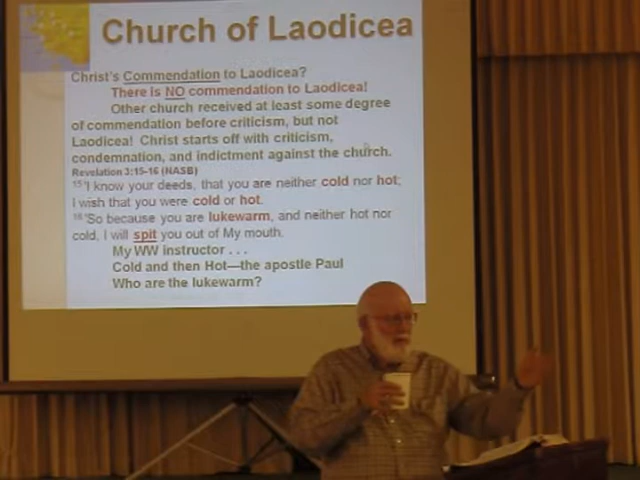 Church of Laodicea
Christ's Commendation to Laodicea?
There is NO commendation to Laodicea!
Other church received at least some degree
of commendation before criticism, but not
Laodicea! Christ starts off with criticism,
condemnation, and indictment against the church.
Revelation 3:15-16 (NASB)
15 'I know your deeds, that you are neither cold nor hot;
I wish that you were cold or hot.
16 'So because you are lukewarm, and neither hot nor
cold, I will spit you out of My mouth.
My WW instructor . . .
Cold and then Hot—the apostle Paul
Who are the lukewarm?